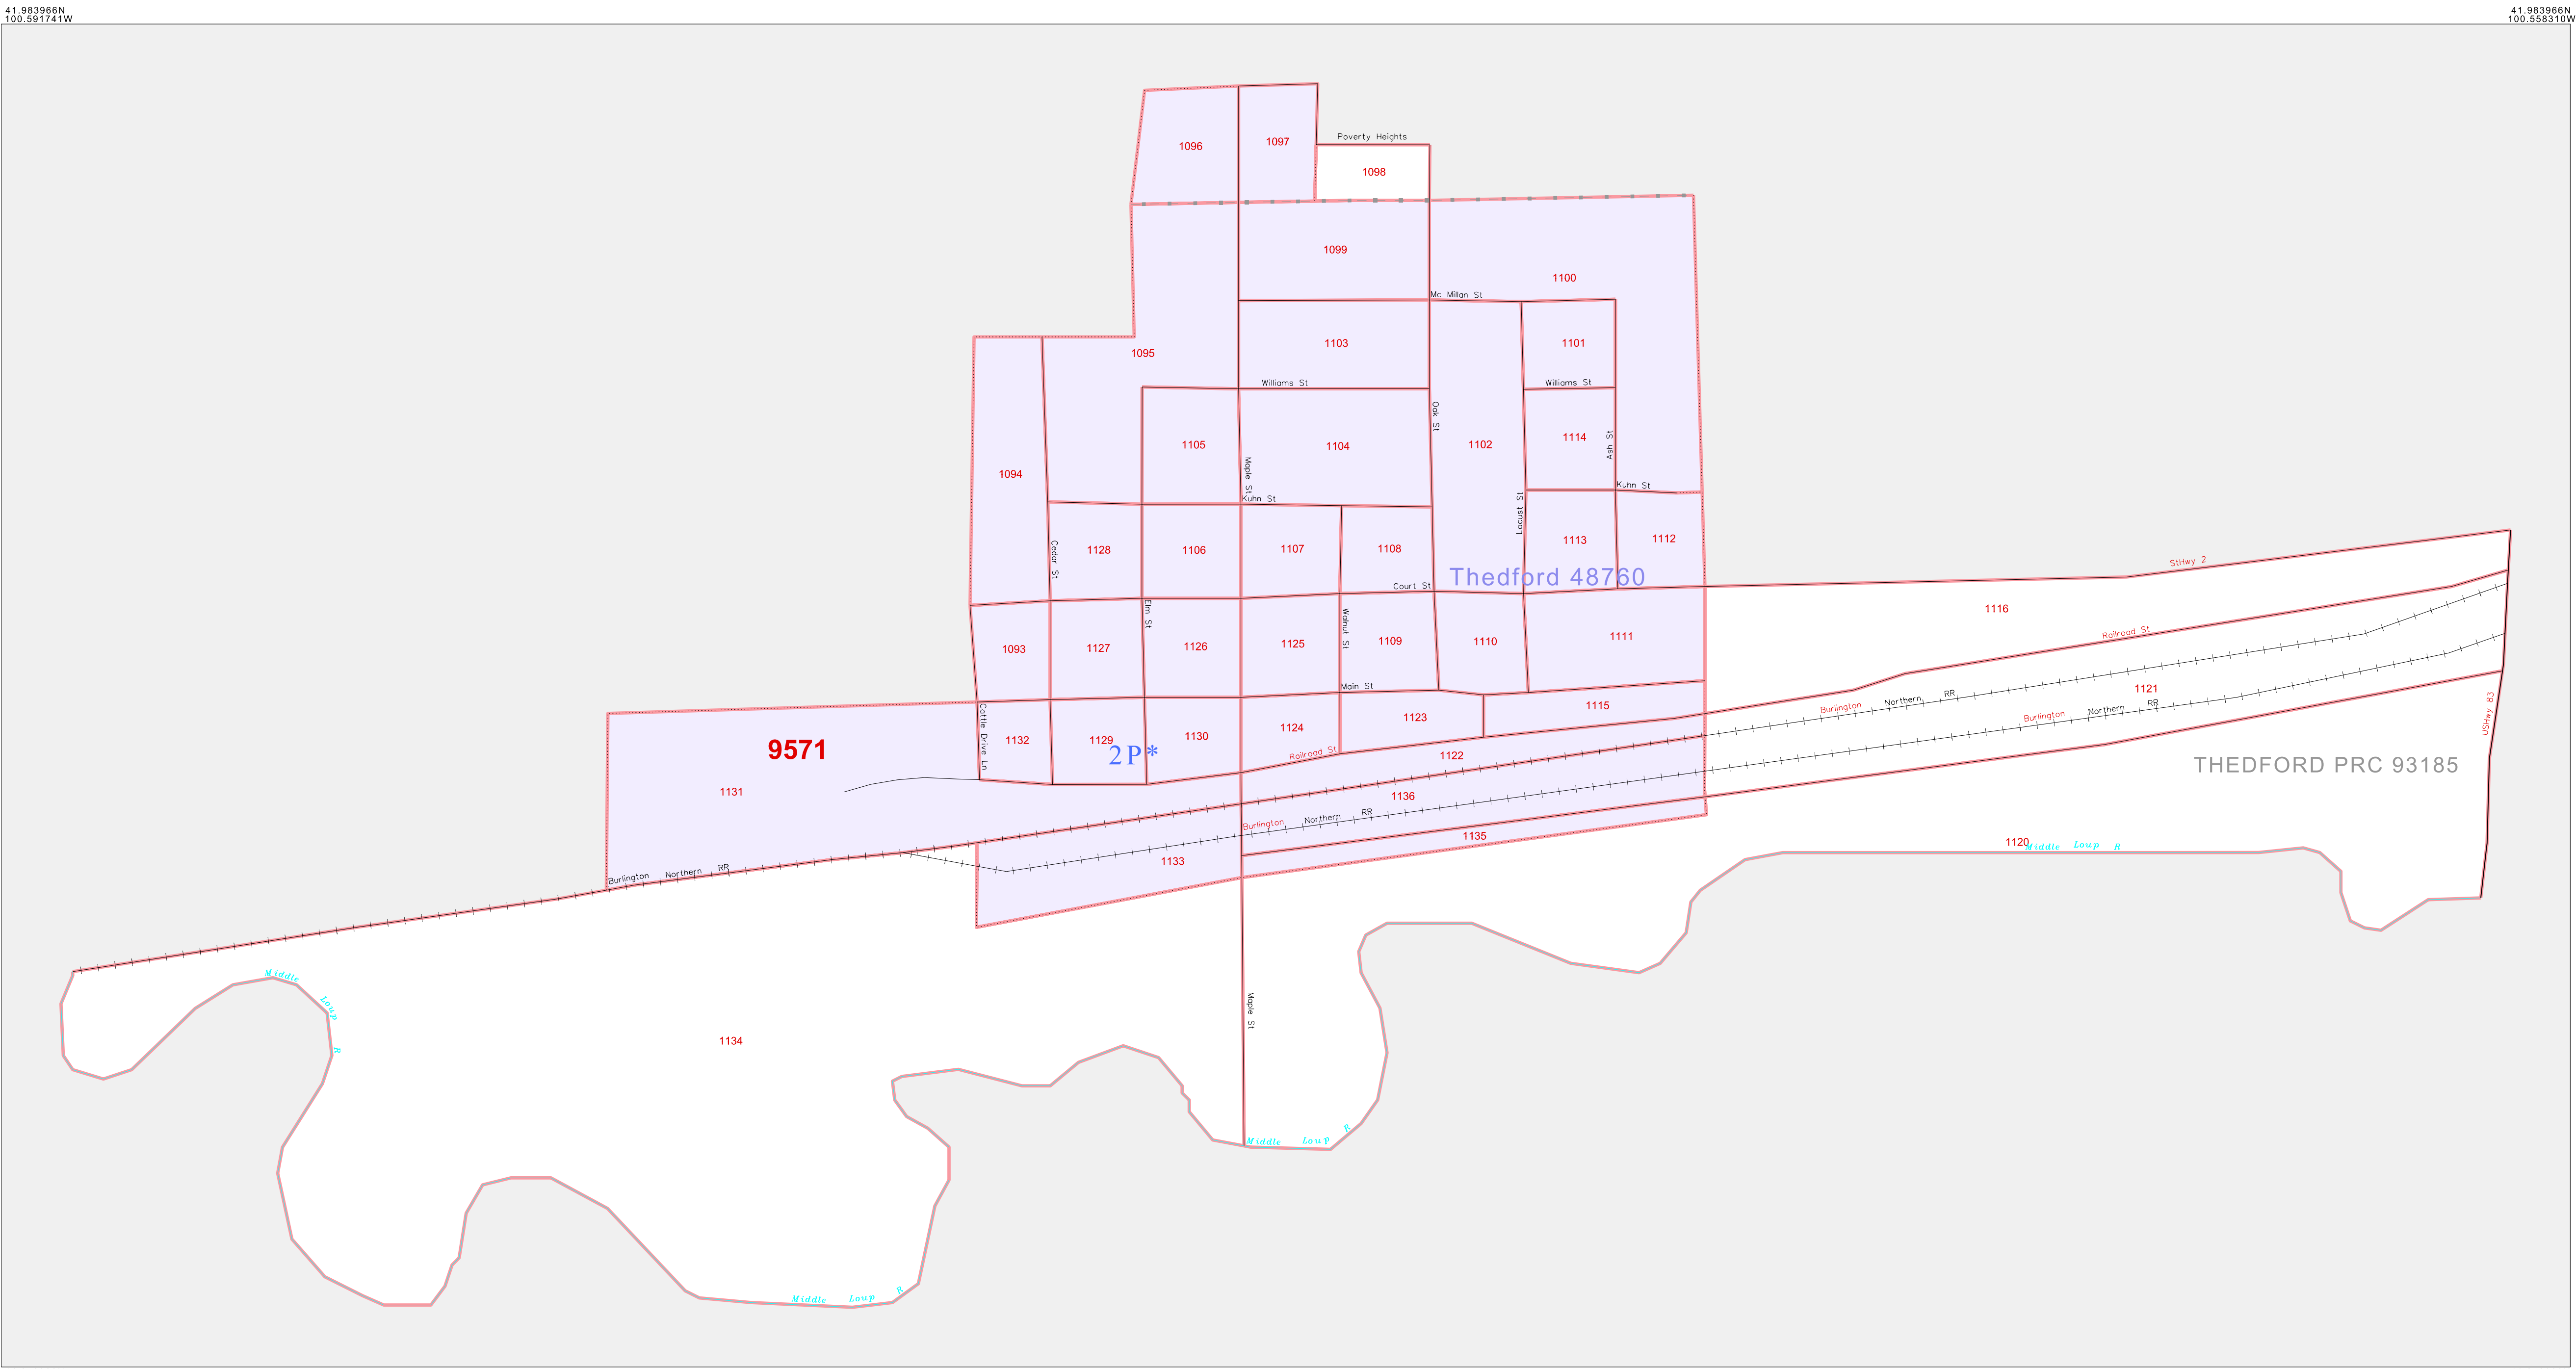 41.983966N
100.591741W
41.983966N
100.558310W
Poverty Heights
1096
1097
1098
1099
1100
Mc Millan St
1103
1101
1095
Williams St
Williams St
Oak St
1105
1104
1102
1114
Ash St
1094
Maple St
Kuhn St
Kuhn St
Locust St
Cedar St
1128
1106
1107
1108
1113
1112
StHwy 2
Court St
Thedford 48760
1116
Elm St
Walnut St
Railroad St
1093
1127
1126
1125
1109
1110
1111
Main St
Burlington Northern RR
1121
Burlington Northern RR
USHwy 83
Cattle Drive Ln
1132
1129
1130
1124
1123
1115
9571
2P*
Railroad St
1122
THEDFORD PRC 93185
1131
1136
Burlington Northern RR
1135
1120
Middle Loup R
1133
Burlington Northern RR
Middle Loup R
Maple St
1134
Middle Loup R
Middle Loup R